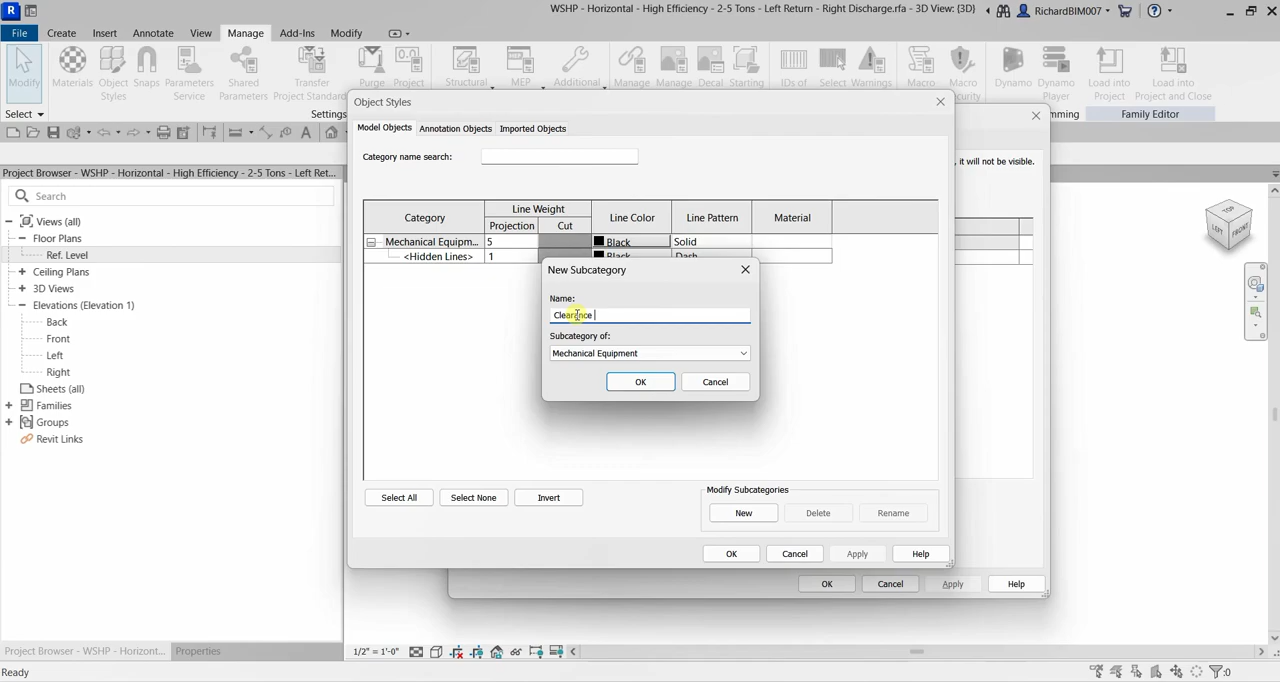 R
WSHP - Horizontal - High Efficiency - 2-5 Tons - Left Return - Right Discharge.rfa - 3D View: {3D}
RichardBIM007
File Create Insert Annotate View Manage Add-Ins Modify
Modify Materials Object Styles Snaps Parameters Service Shared Parameters Transfer Project Standards Purge Project Structural MEP Additional Manage Manage Decal Starting IDs of Select Warnings Macro Macro Security Dynamo Dynamo Player Load into Project Load into Project and Close
Select Settings Family Editor
Project Browser - WSHP - Horizontal - High Efficiency - 2-5 Tons - Left Ret...
Search
Views (all)
Floor Plans
Ref. Level
Ceiling Plans
3D Views
Elevations (Elevation 1)
Back
Front
Left
Right
Sheets (all)
Families
Groups
Revit Links
Project Browser - WSHP - Horizont... Properties
Ready
Object Styles
Model Objects Annotation Objects Imported Objects
Category name search:
, it will not be visible.
Category Line Weight Line Color Line Pattern Material
Projection Cut
Mechanical Equipm... 5 Black Solid
<Hidden Lines> 1 Black Dash
New Subcategory
Name:
Clearance
Subcategory of:
Mechanical Equipment
OK Cancel
Select All Select None Invert
Modify Subcategories
New Delete Rename
OK Cancel Apply Help
OK Cancel Apply Help
TOP
LEFT FRONT
1/2" = 1'-0"
:0